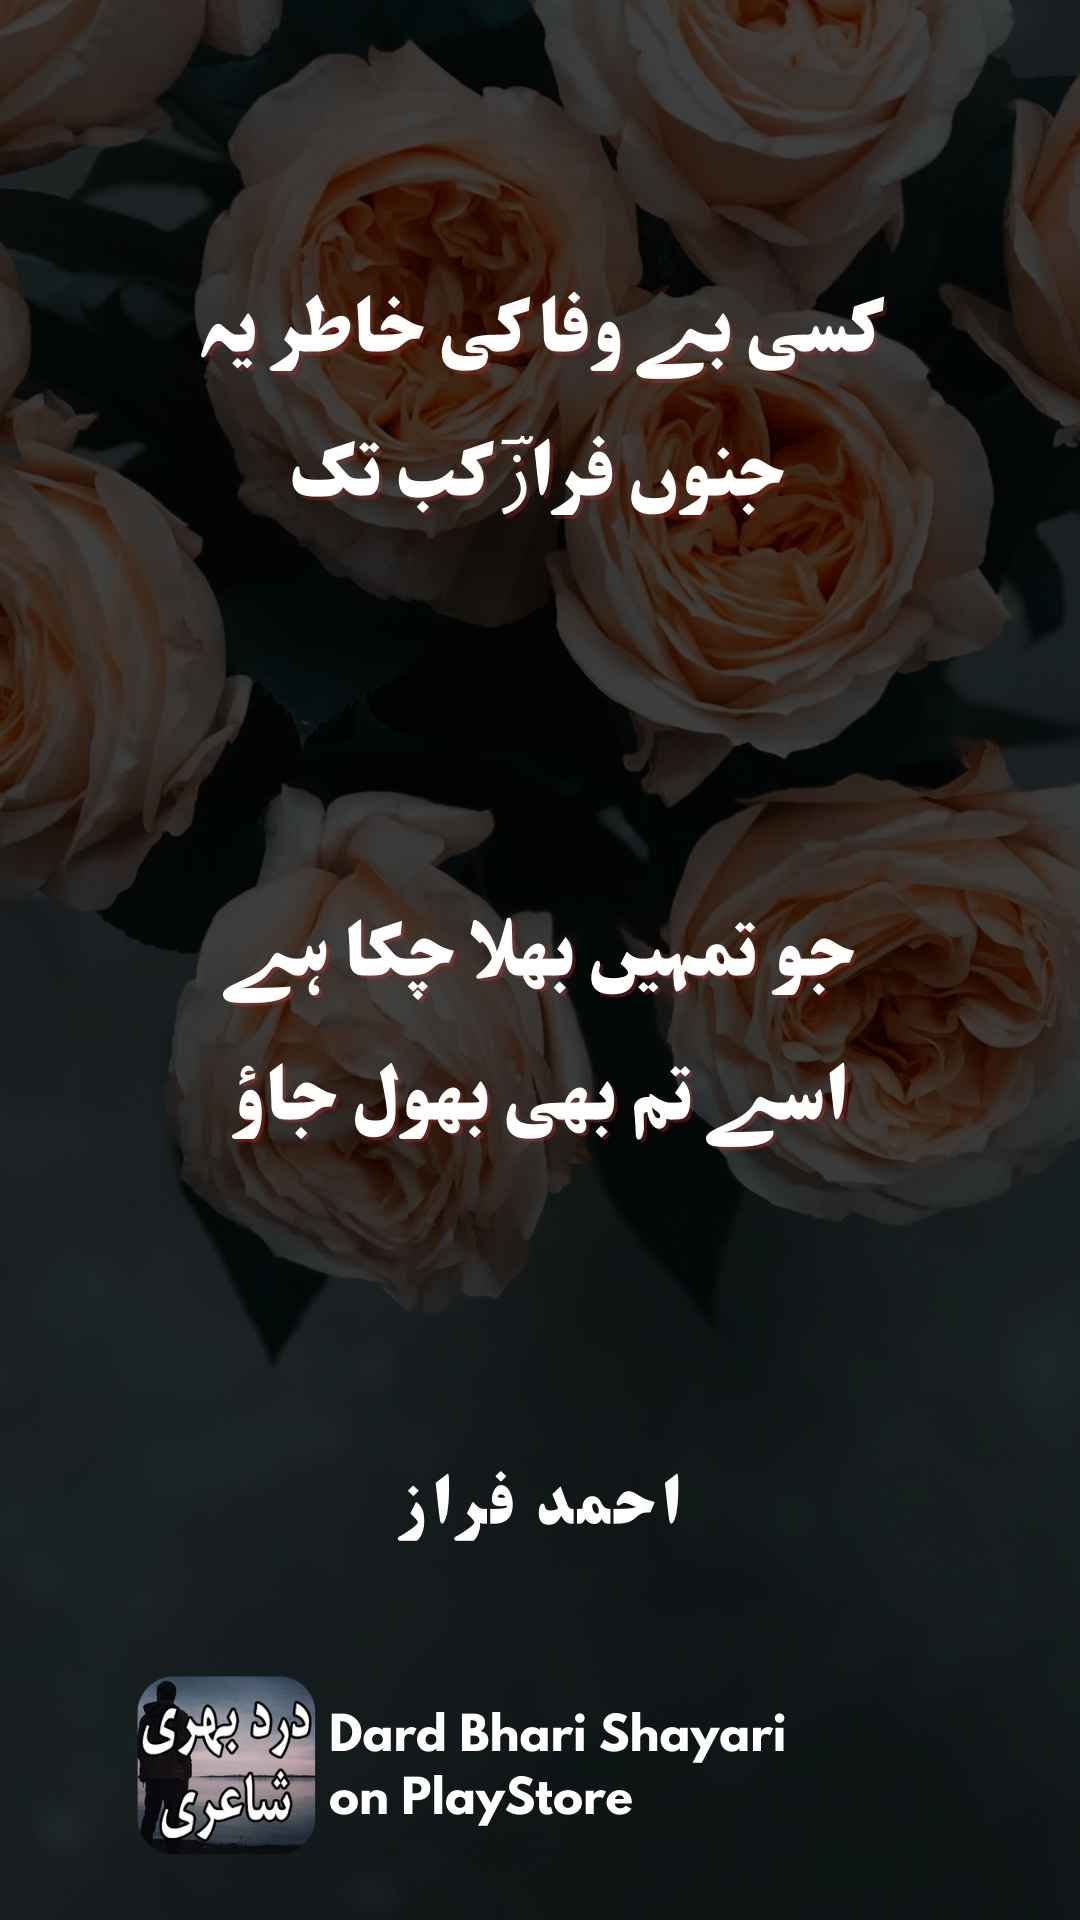 کسی بے وفا کی خاطر یہ
جنوں فرازؔ کب تک
جو تمہیں بھلا چکا ہے
اسے تم بھی بھول جاؤ
احمد فراز
درد بھری
شاعری
Dard Bhari Shayari
on PlayStore